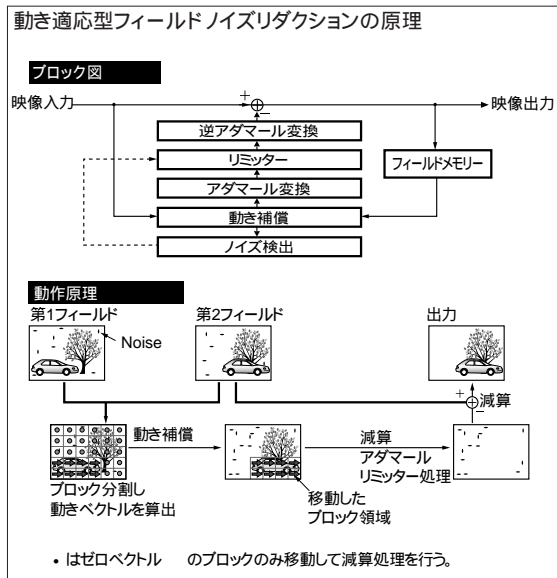 動き適応型フィールドノイズリダクションの原理
ブロック図
映像入力
+
−
映像出力
逆アダマール変換
リミッター
フィールドメモリー
アダマール変換
動き補償
ノイズ検出
動作原理
第1フィールド
第2フィールド
出力
Noise
+
減算
−
動き補償
減算
アダマール
リミッター処理
ブロック分割し
動きベクトルを算出
移動した
ブロック領域
• はゼロベクトル のブロックのみ移動して減算処理を行う。